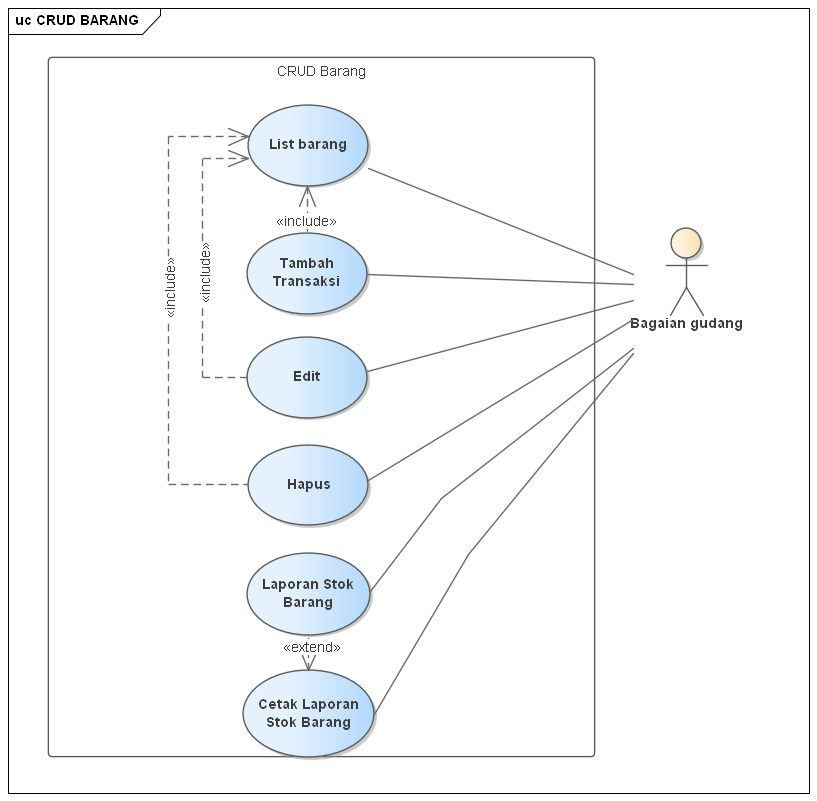 uc CRUD BARANG
CRUD Barang
List barang
«include»
Tambah
Transaksi
«include»
«include»
Bagaian gudang
Edit
Hapus
Laporan Stok
Barang
«extend»
Cetak Laporan
Stok Barang